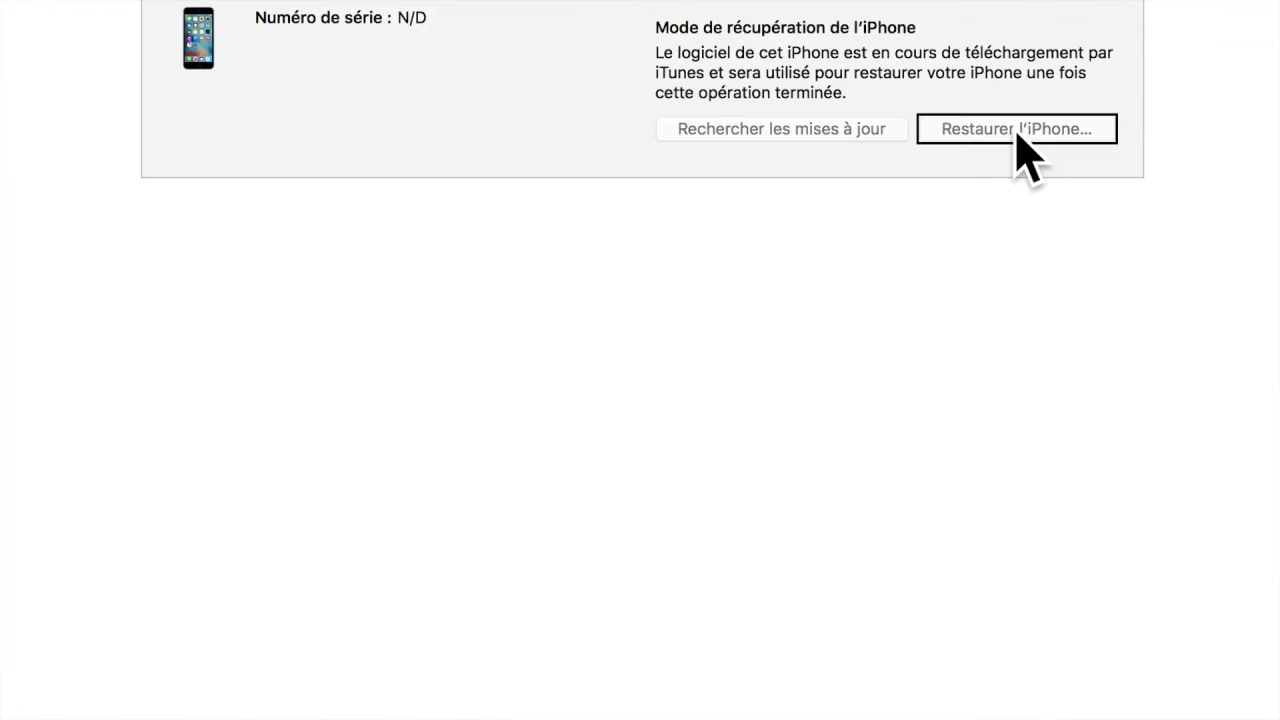 Numéro de série : N/D
Mode de récupération de l’iPhone
Le logiciel de cet iPhone est en cours de téléchargement par
iTunes et sera utilisé pour restaurer votre iPhone une fois
cette opération terminée.
Rechercher les mises à jour
Restaurer l’iPhone...